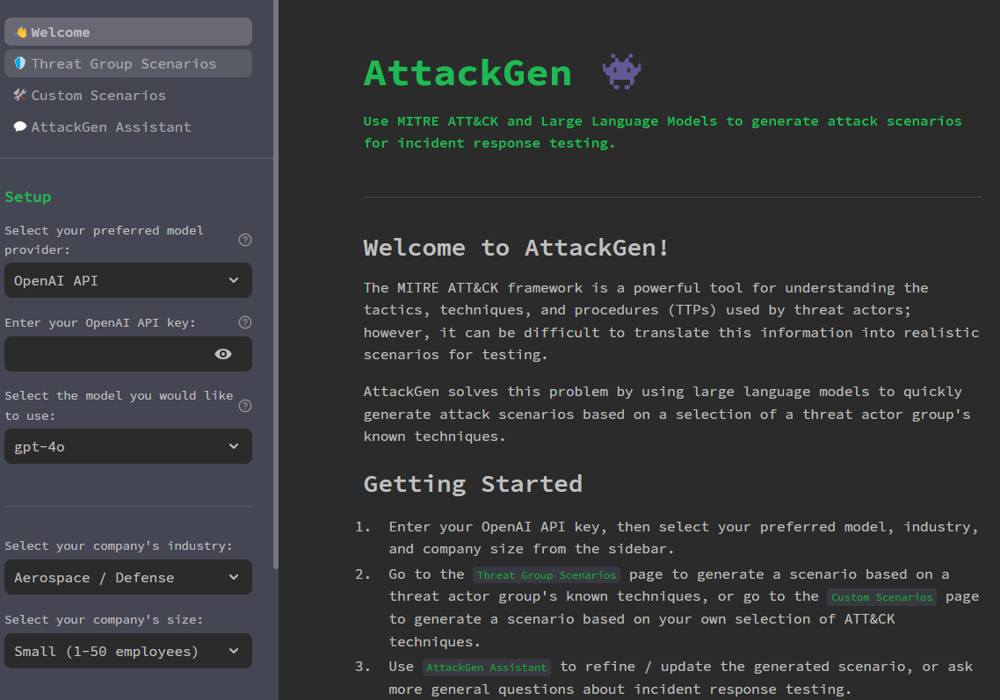 Welcome
Threat Group Scenarios
Custom Scenarios
AttackGen Assistant
Setup
Select your preferred model
provider:
OpenAI API
Enter your OpenAI API key:
Select the model you would like
to use:
gpt-4o
Select your company's industry:
Aerospace / Defense
Select your company's size:
Small (1-50 employees)
AttackGen
Use MITRE ATT&CK and Large Language Models to generate attack scenarios
for incident response testing.
Welcome to AttackGen!
The MITRE ATT&CK framework is a powerful tool for understanding the
tactics, techniques, and procedures (TTPs) used by threat actors;
however, it can be difficult to translate this information into realistic
scenarios for testing.
AttackGen solves this problem by using large language models to quickly
generate attack scenarios based on a selection of a threat actor group's
known techniques.
Getting Started
1. Enter your OpenAI API key, then select your preferred model, industry,
and company size from the sidebar.
2. Go to the Threat Group Scenarios page to generate a scenario based on a
threat actor group's known techniques, or go to the Custom Scenarios page
to generate a scenario based on your own selection of ATT&CK
techniques.
3. Use AttackGen Assistant to refine / update the generated scenario, or ask
more general questions about incident response testing.